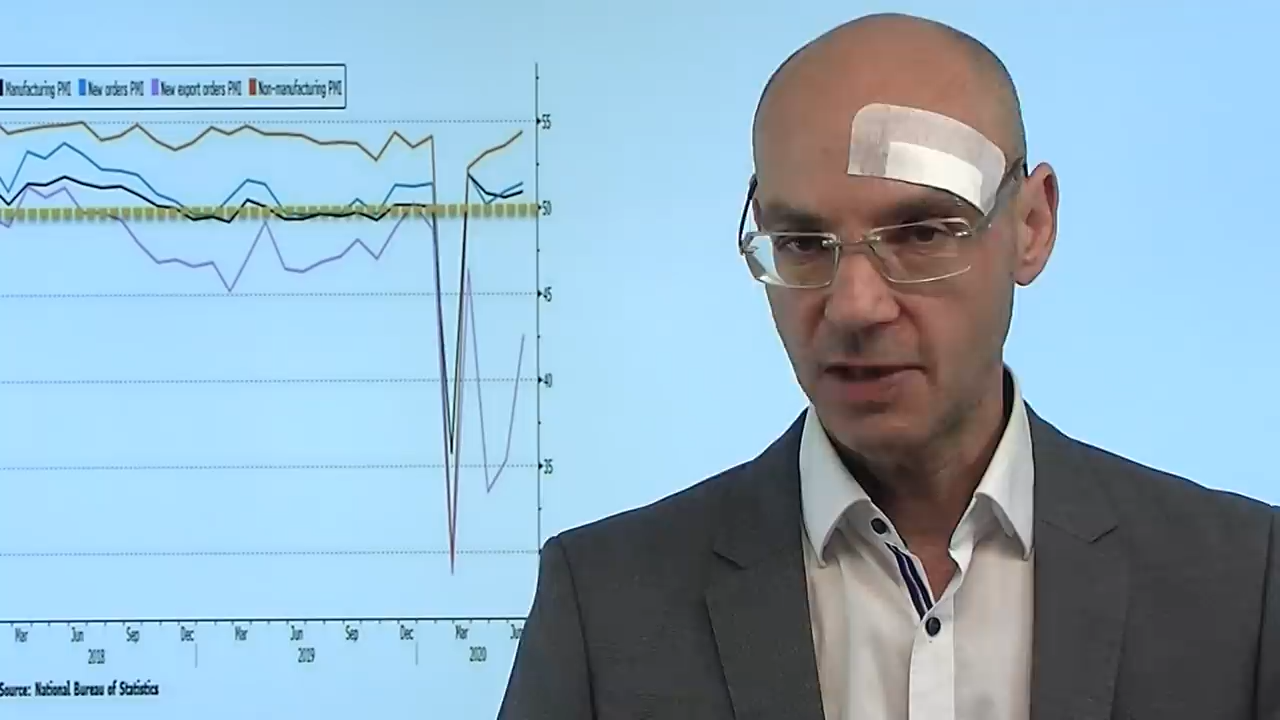 Manufacturing PMI New orders PMI New export orders PMI Non-manufacturing PMI
55
50
45
40
35
Mar Jun Sep Dec Mar Jun Sep Dec Mar
2018 2019 2020
Source: National Bureau of Statistics